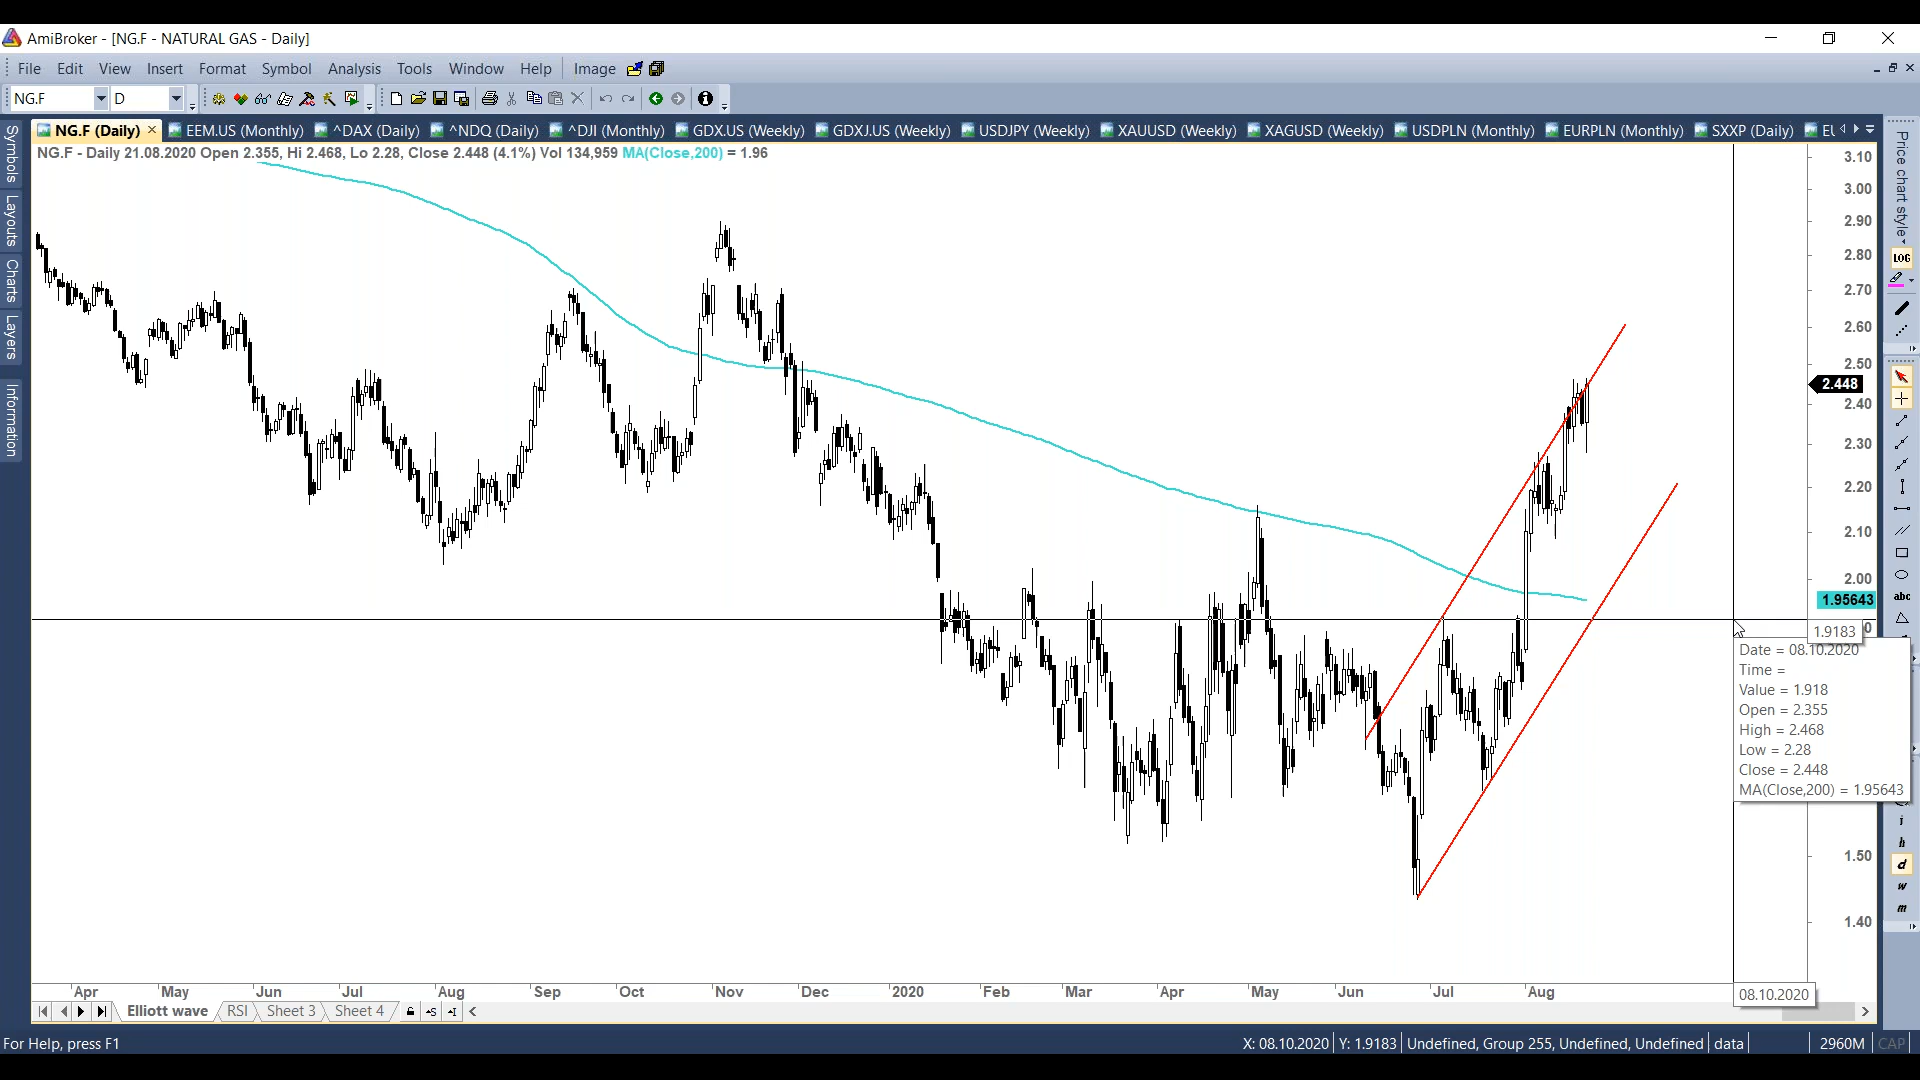 AmiBroker - [NG.F - NATURAL GAS - Daily]
File Edit View Insert Format Symbol Analysis Tools Window Help Image
NG.F D
NG.F (Daily) EEM.US (Monthly) ^DAX (Daily) ^NDQ (Daily) ^DJI (Monthly) GDX.US (Weekly) GDXJ.US (Weekly) USDJPY (Weekly) XAUUSD (Weekly) XAGUSD (Weekly) USDPLN (Monthly) EURPLN (Monthly) SXXP (Daily)
NG.F - Daily 21.08.2020 Open 2.355, Hi 2.468, Lo 2.28, Close 2.448 (4.1%) Vol 134,959 MA(Close,200) = 1.96
Symbols
Layouts
Charts
Layers
Information
3.10
3.00
2.90
2.80
2.70
2.60
2.50
2.448
2.40
2.30
2.20
2.10
2.00
1.95643
1.9183
Date = 08.10.2020
Time =
Value = 1.918
Open = 2.355
High = 2.468
Low = 2.28
Close = 2.448
MA(Close,200) = 1.95643
1.50
1.40
Price chart style
LOG
abc
i
h
d
w
m
Apr May Jun Jul Aug Sep Oct Nov Dec 2020 Feb Mar Apr May Jun Jul Aug 08.10.2020
Elliott wave RSI Sheet 3 Sheet 4
For Help, press F1
X: 08.10.2020 Y: 1.9183 Undefined, Group 255, Undefined, Undefined data 2960M CAP